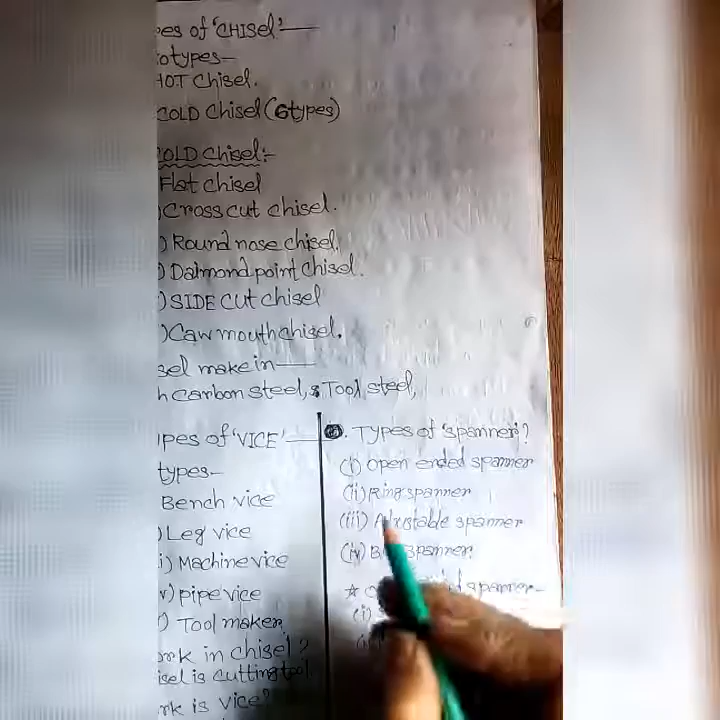 pes of 'CHISEL'—
otypes—
HOT Chisel.
COLD Chisel (6types)
OLD Chisel:-
Flat chisel
)Cross cut chisel.
) Round nose chisel.
) Daimond point chisel.
) SIDE CUT chisel
) Caw mouth chisel.
sel make in—
h carbon steel, & Tool steel,
ypes of 'VICE'—
types—
Bench vice
) Leg vice
i) Machine vice
v) pipe vice
) Tool maker
ork in chisel?
isel is cutting tool
rk is vice?
. Types of 'spanner'?
(i) open ended spanner
(ii) Ring spanner
(iii) spanner
(iv) spanner.
spanner—
(i)